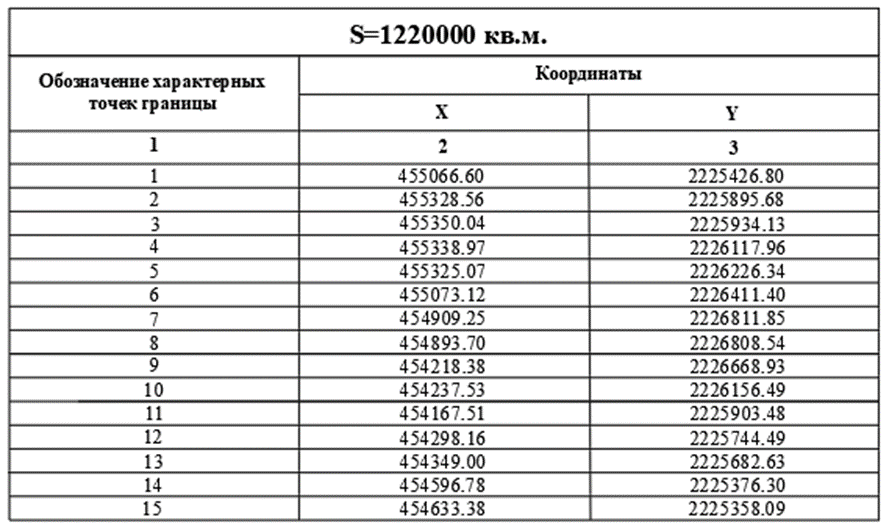 S=1220000 кв.м.
Обозначение характерных
точек границы
Координаты
X
Y
1
2
3
1 455066.60 2225426.80
2 455328.56 2225895.68
3 455350.04 2225934.13
4 455338.97 2226117.96
5 455325.07 2226226.34
6 455073.12 2226411.40
7 454909.25 2226811.85
8 454893.70 2226808.54
9 454218.38 2226668.93
10 454237.53 2226156.49
11 454167.51 2225903.48
12 454298.16 2225744.49
13 454349.00 2225682.63
14 454596.78 2225376.30
15 454633.38 2225358.09